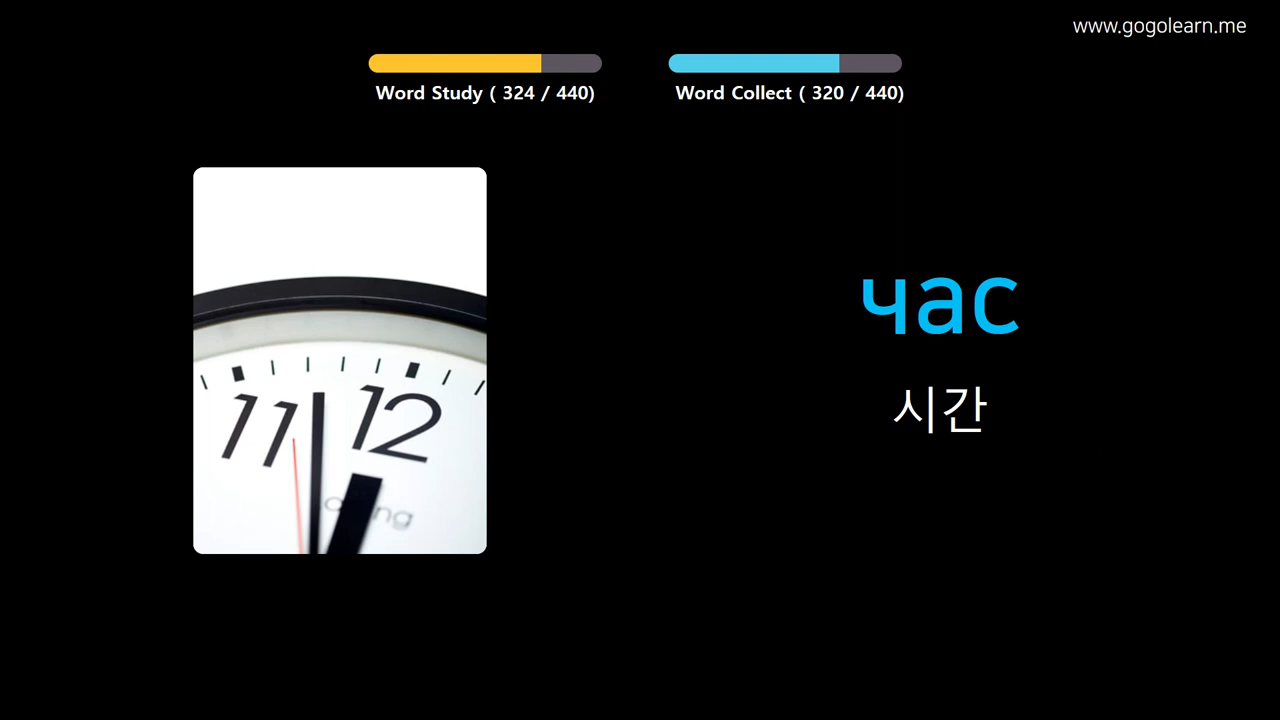 www.gogolearn.me
Word Study ( 324 / 440)
Word Collect ( 320 / 440)
час
시간
11
12